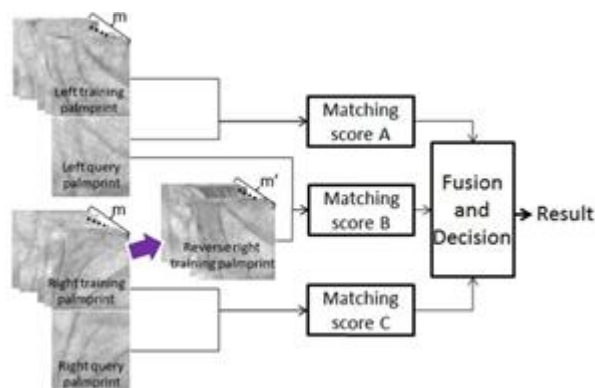 m
Left training
palmprint
Left query
palmprint
m
Right training
palmprint
Right query
palmprint
m'
Reverse right
training palmprint
Matching
score A
Matching
score B
Matching
score C
Fusion
and
Decision
Result